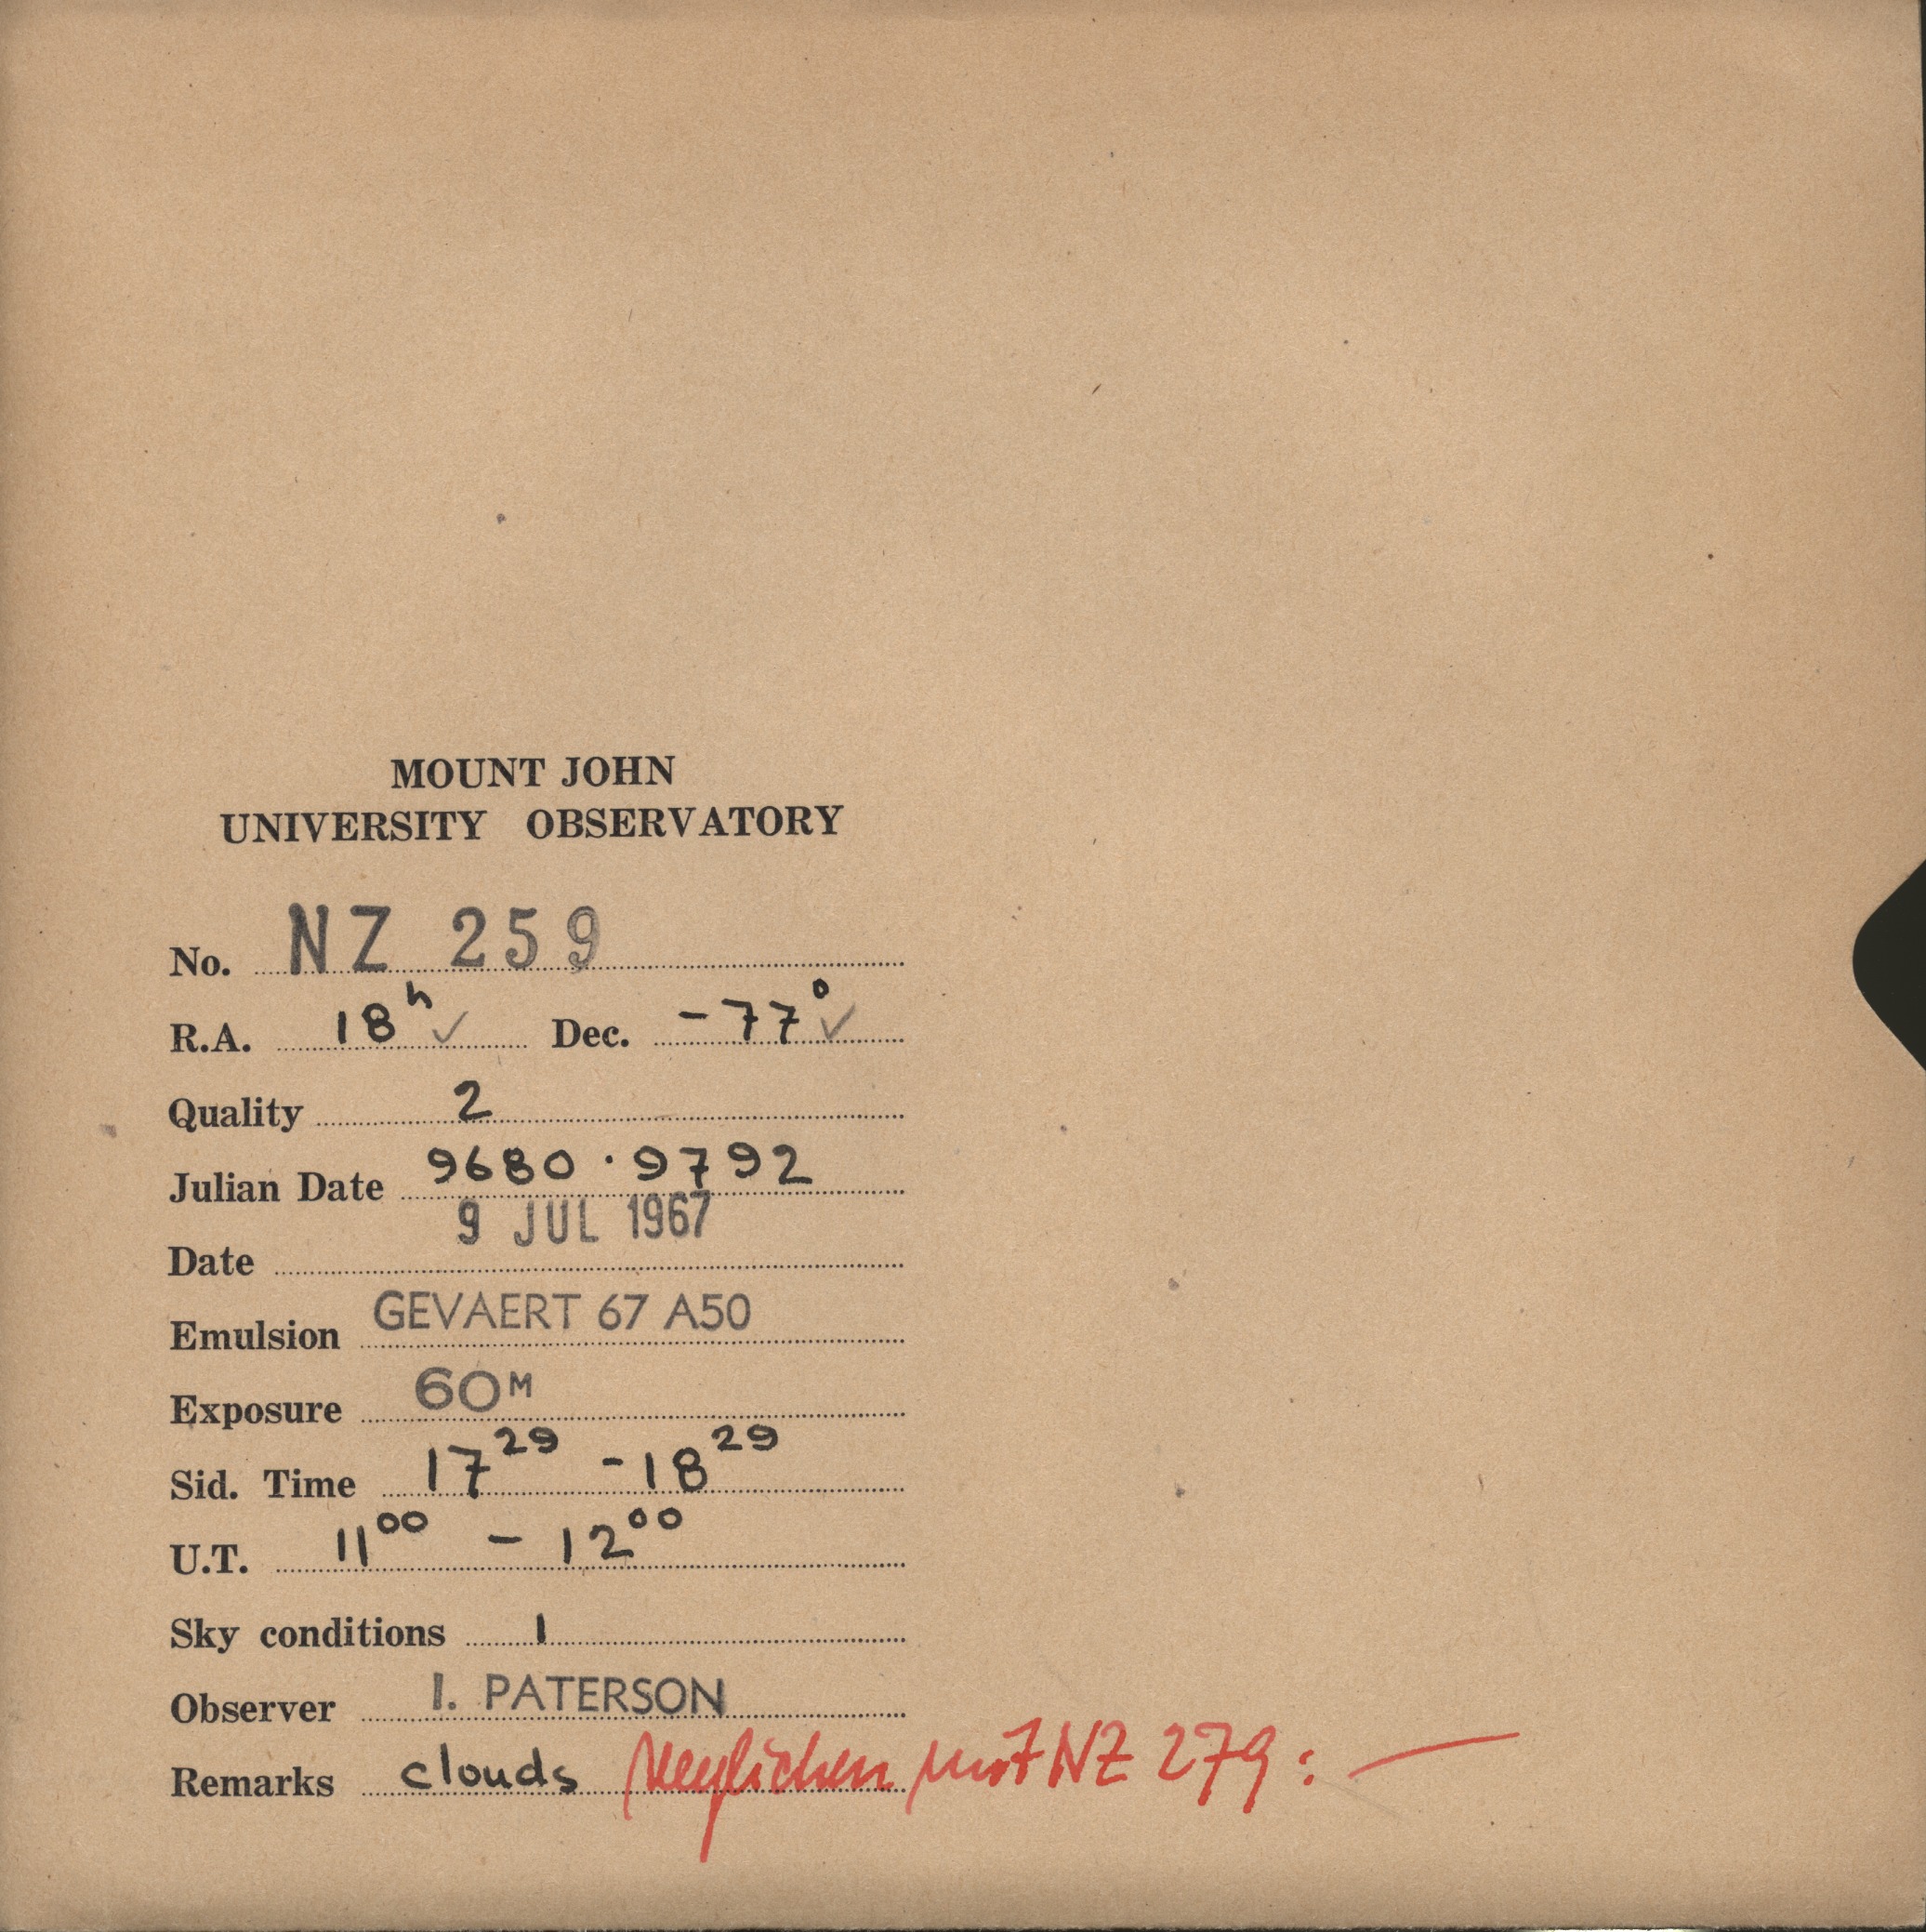 MOUNT JOHN
UNIVERSITY OBSERVATORY
No. NZ 259
R.A. 18h ✓ Dec. -77° ✓
Quality 2
Julian Date 9680·9792
Date 9 JUL 1967
Emulsion GEVAERT 67 A50
Exposure 60M
Sid. Time 17 29 - 18 29
U.T. 11 00 - 12 00
Sky conditions 1
Observer I. PATERSON
Remarks clouds verglichen mit NZ 279: —